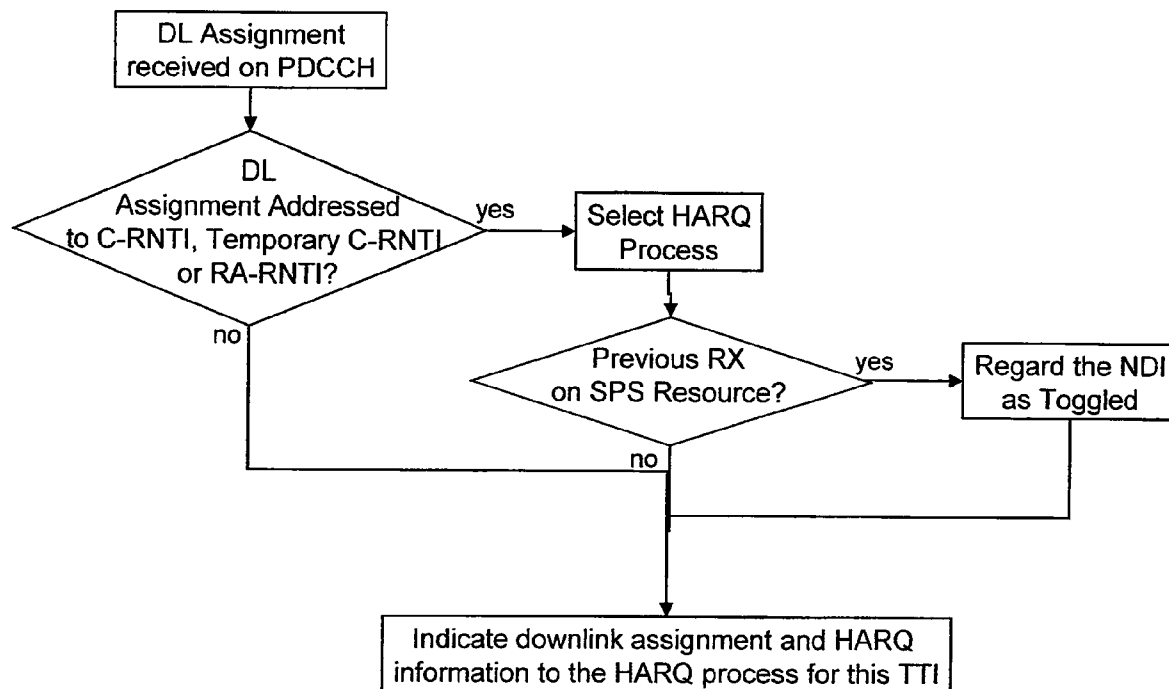 DL Assignment
received on PDCCH
DL
Assignment Addressed
to C-RNTI, Temporary C-RNTI
or RA-RNTI?
yes
no
Select HARQ
Process
Previous RX
on SPS Resource?
yes
no
Regard the NDI
as Toggled
Indicate downlink assignment and HARQ
information to the HARQ process for this TTI